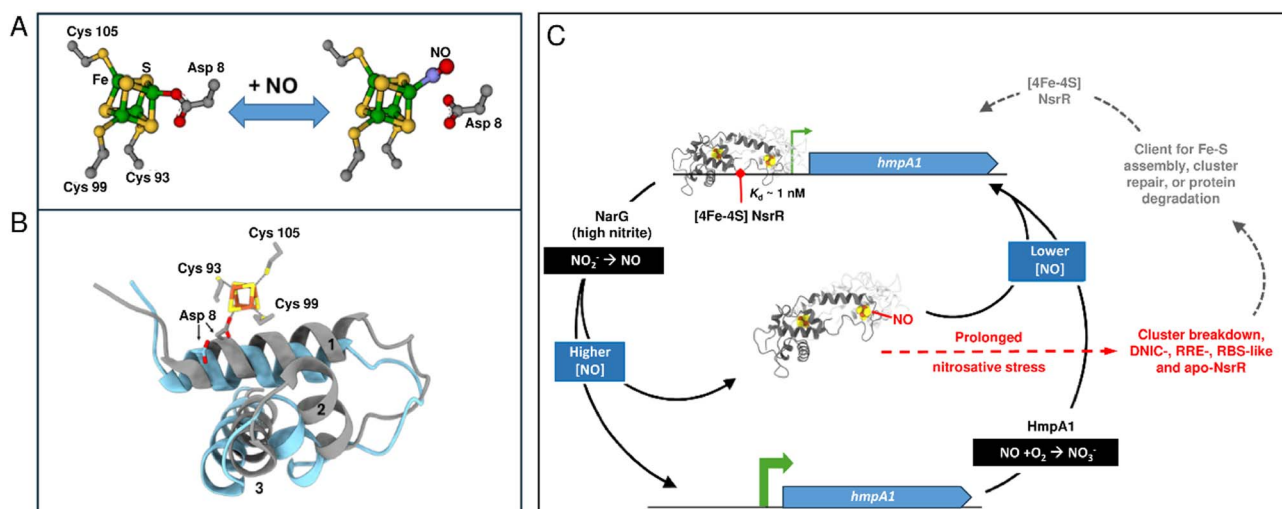 A
Cys 105
Fe
S
Asp 8
Cys 99
Cys 93
+ NO
NO
Asp 8
B
Cys 105
Cys 93
Cys 99
Asp 8
1
2
3
C
[4Fe-4S]
NsrR
Client for Fe-S
assembly, cluster
repair, or protein
degradation
hmpA1
K_d ~ 1 nM
[4Fe-4S] NsrR
NarG
(high nitrite)
NO₂⁻ → NO
Lower
[NO]
NO
Higher
[NO]
Prolonged
nitrosative stress
Cluster breakdown,
DNIC-, RRE-, RBS-like
and apo-NsrR
HmpA1
NO +O₂ → NO₃⁻
hmpA1